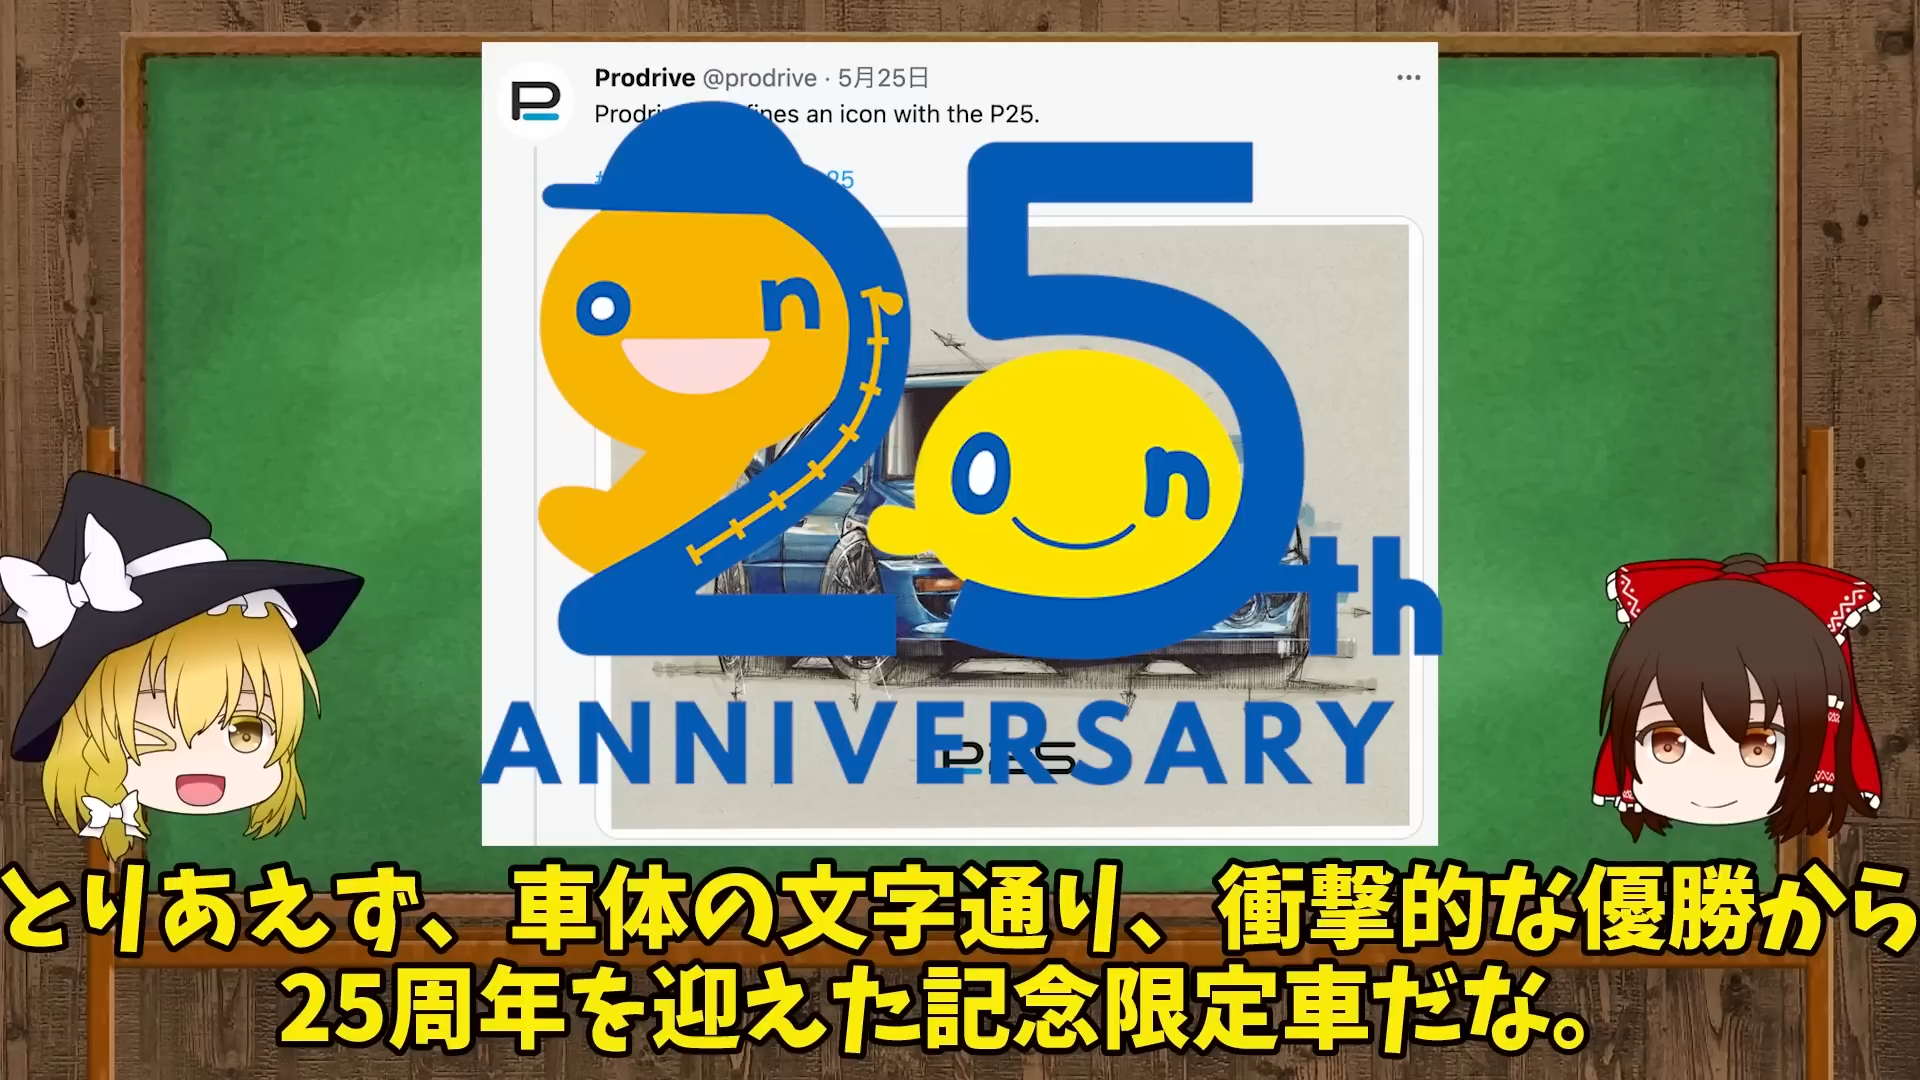 Prodrive @prodrive · 5月25日
Prodri fines an icon with the P25.
# 25
on
on
25th
ANNIVERSARY
P25
とりあえず、車体の文字通り、衝撃的な優勝から
25周年を迎えた記念限定車だな。